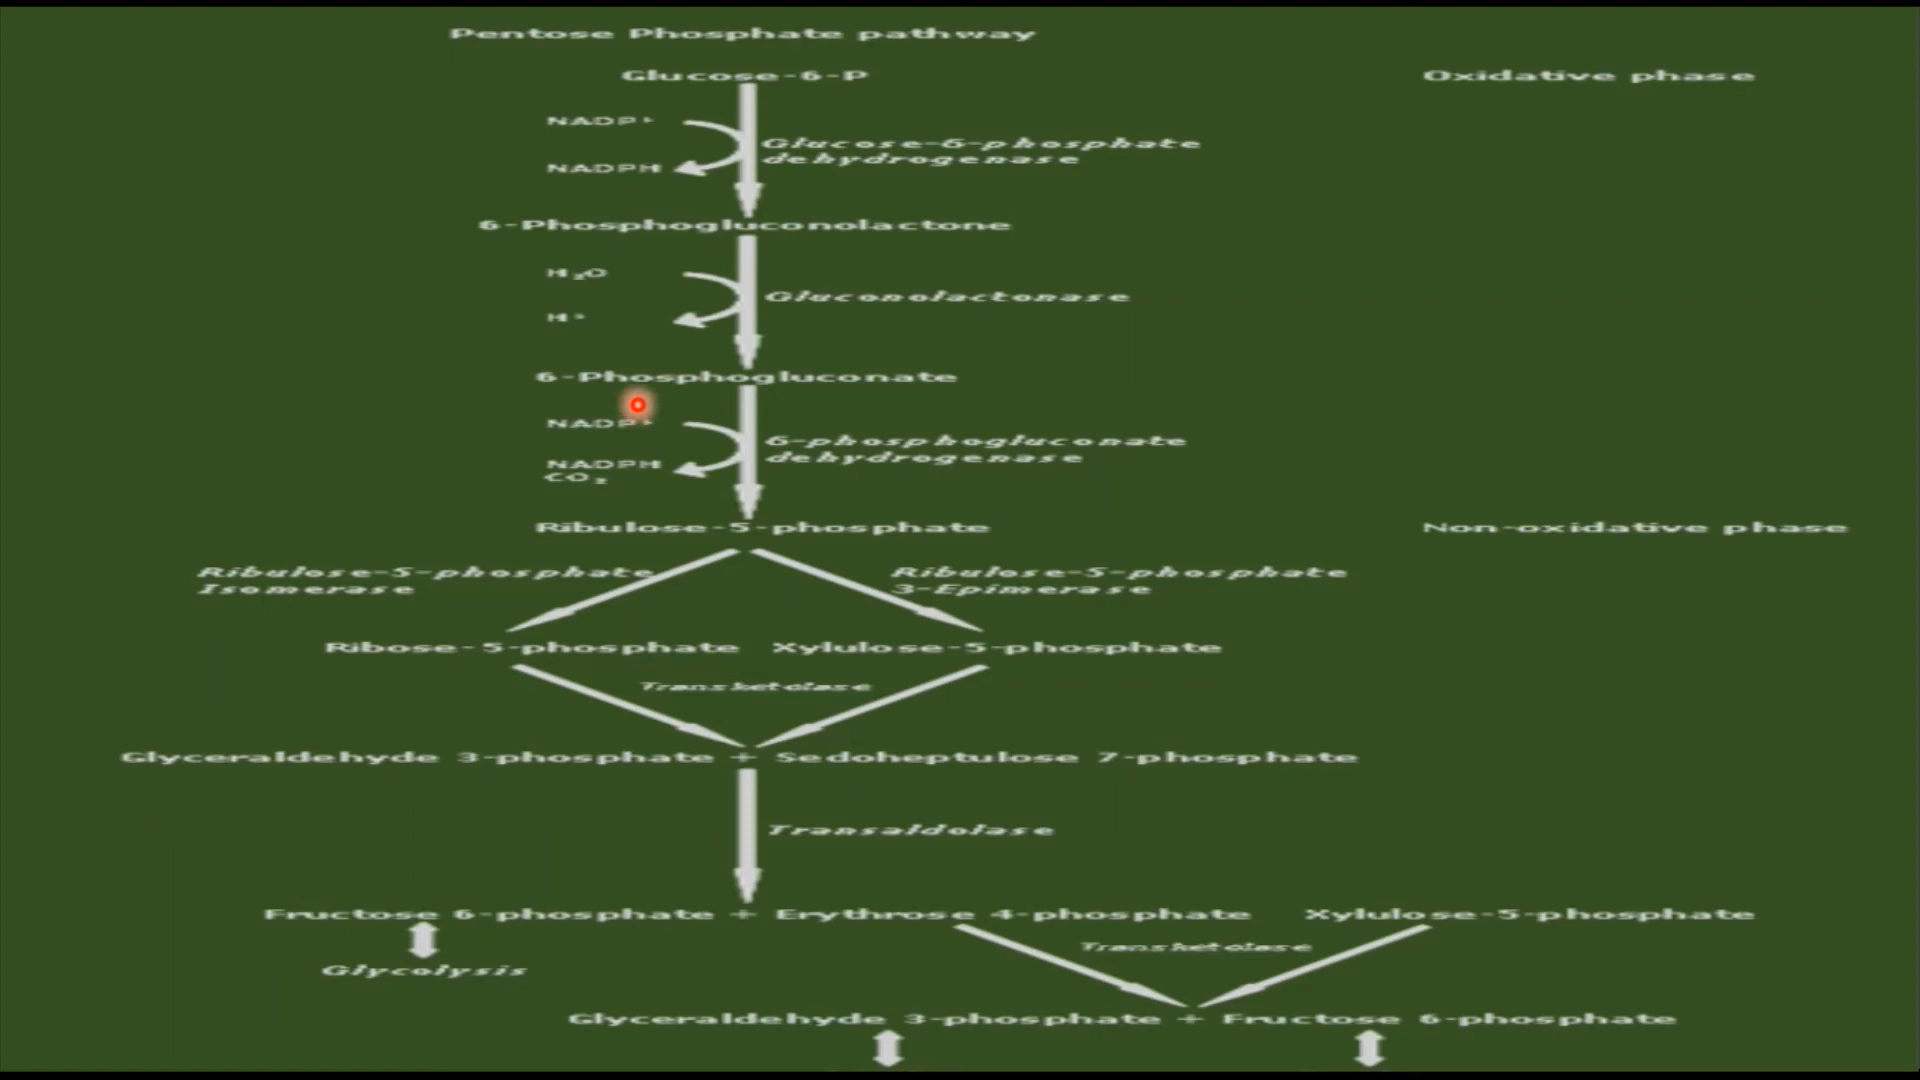 Pentose Phosphate pathway
Glucose-6-P
Oxidative phase
NADP+
Glucose-6-phosphate
dehydrogenase
NADPH
6-Phosphogluconolactone
H₂O
Gluconolactonase
H+
6-Phosphogluconate
NADP+
6-phosphogluconate
dehydrogenase
NADPH
CO₂
Ribulose-5-phosphate
Non-oxidative phase
Ribulose-5-phosphate
Isomerase
Ribulose-5-phosphate
3-Epimerase
Ribose-5-phosphate
Xylulose-5-phosphate
Transketolase
Glyceraldehyde 3-phosphate + Sedoheptulose 7-phosphate
Transaldolase
Fructose 6-phosphate + Erythrose 4-phosphate
Xylulose-5-phosphate
Transketolase
Glycolysis
Glyceraldehyde 3-phosphate + Fructose 6-phosphate